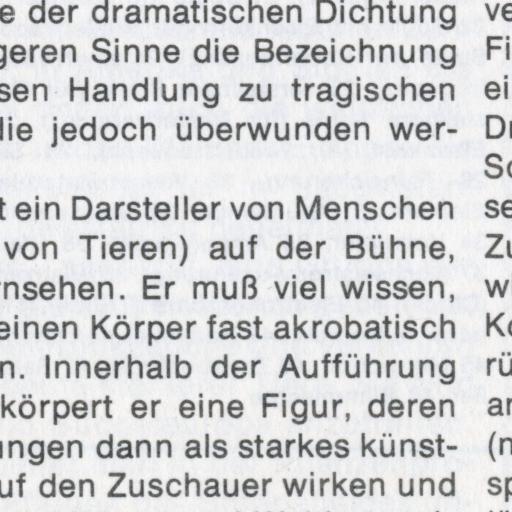 e der dramatischen Dichtung
geren Sinne die Bezeichnung
sen Handlung zu tragischen
die jedoch überwunden wer-
t ein Darsteller von Menschen
von Tieren) auf der Bühne,
rnsehen. Er muß viel wissen,
einen Körper fast akrobatisch
n. Innerhalb der Aufführung
körpert er eine Figur, deren
ungen dann als starkes künst-
uf den Zuschauer wirken und
ve
Fi
ei
Dr
Sc
se
Zu
wi
Ko
rü
an
(n
sp